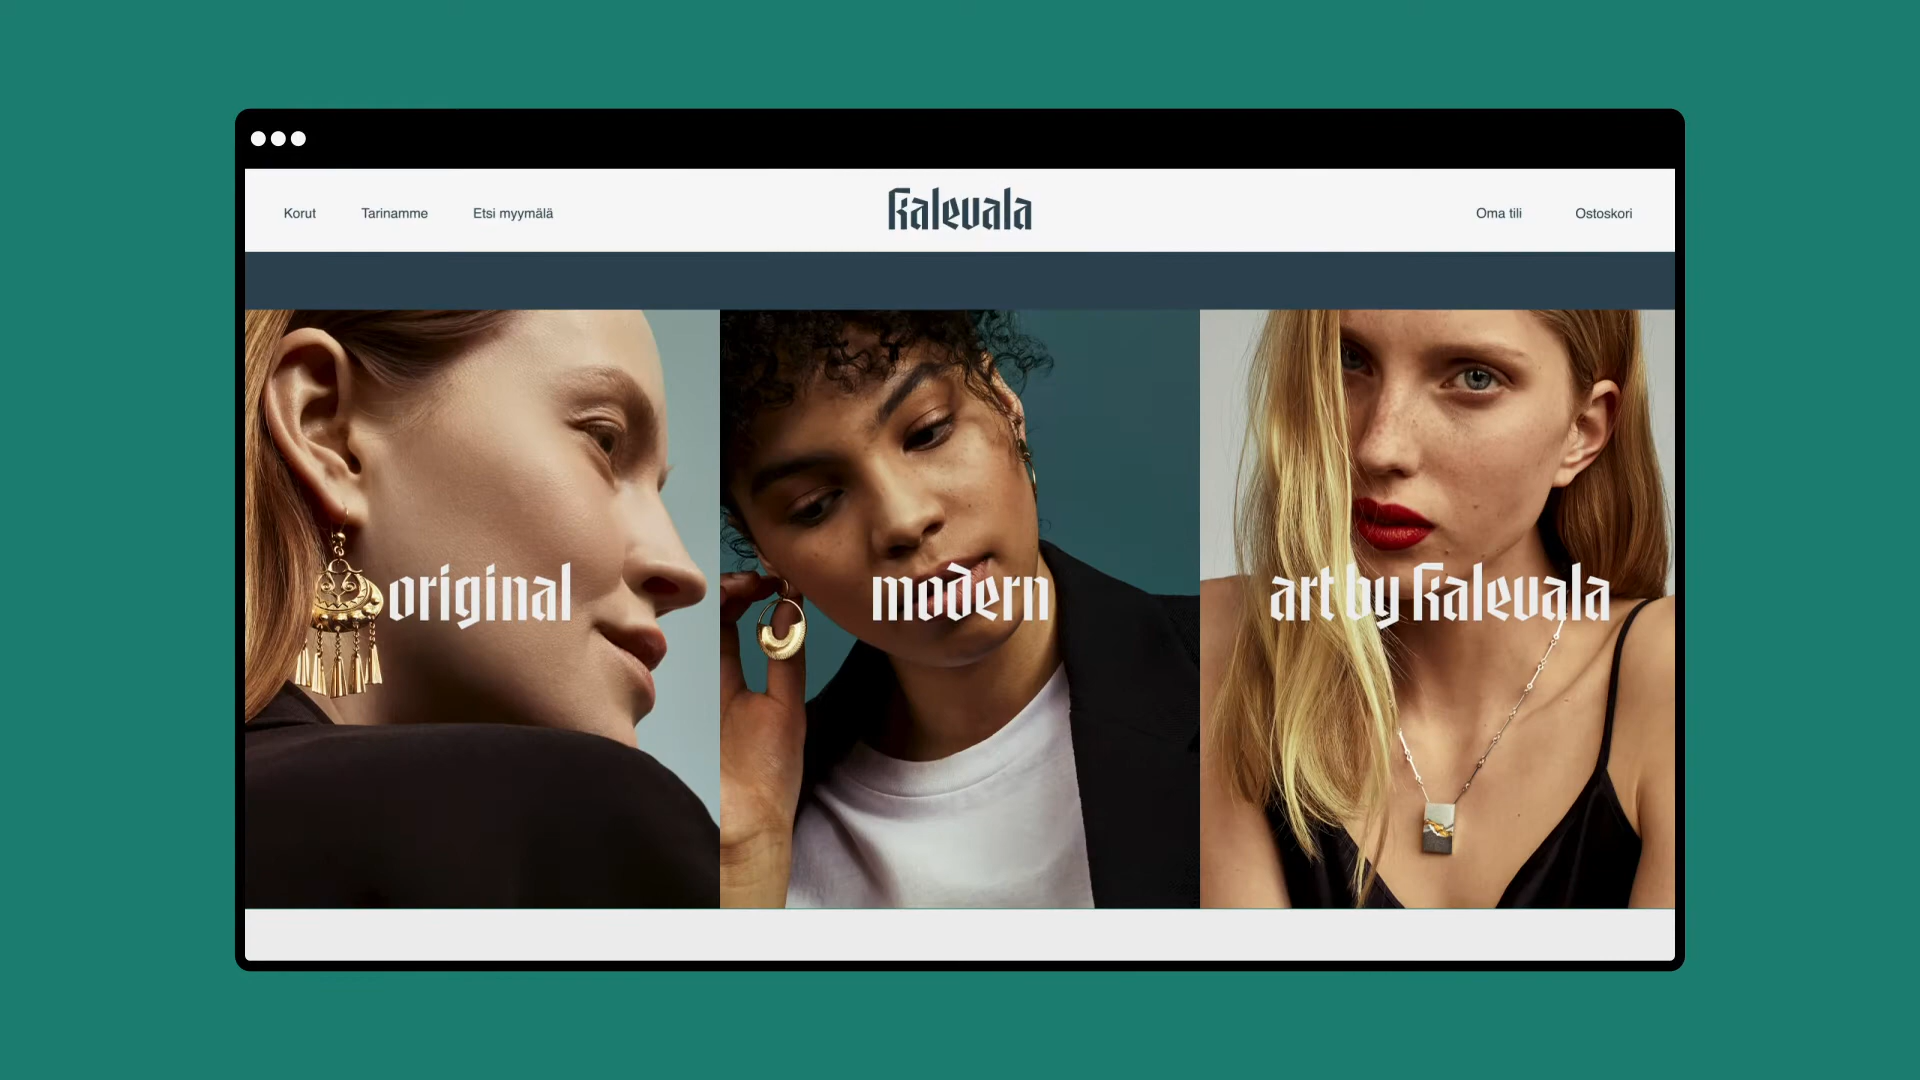 Korut
Tarinamme
Etsi myymälä
Kalevala
Oma tili
Ostoskori
original
modern
art by Kalevala